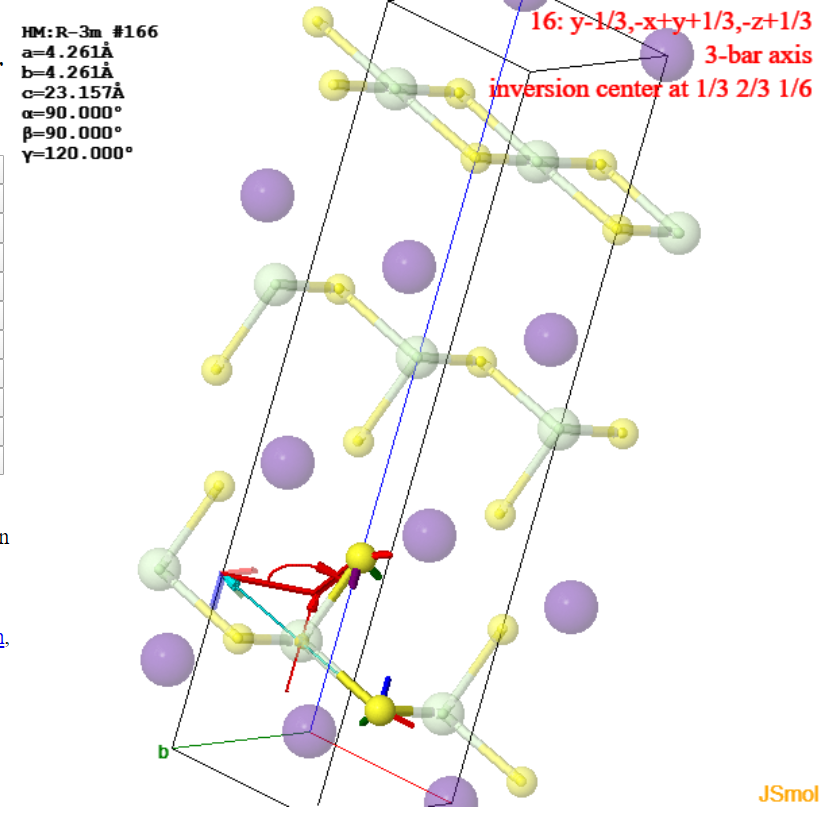 HM:R-3m #166
a=4.261Å
b=4.261Å
c=23.157Å
α=90.000°
β=90.000°
γ=120.000°
16: y-1/3,-x+y+1/3,-z+1/3
3-bar axis
inversion center at 1/3 2/3 1/6
n
b
JSmol